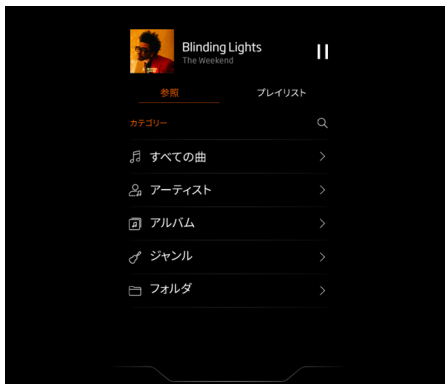 Blinding Lights
The Weekend
参照 プレイリスト
カテゴリー
すべての曲
アーティスト
アルバム
ジャンル
フォルダ